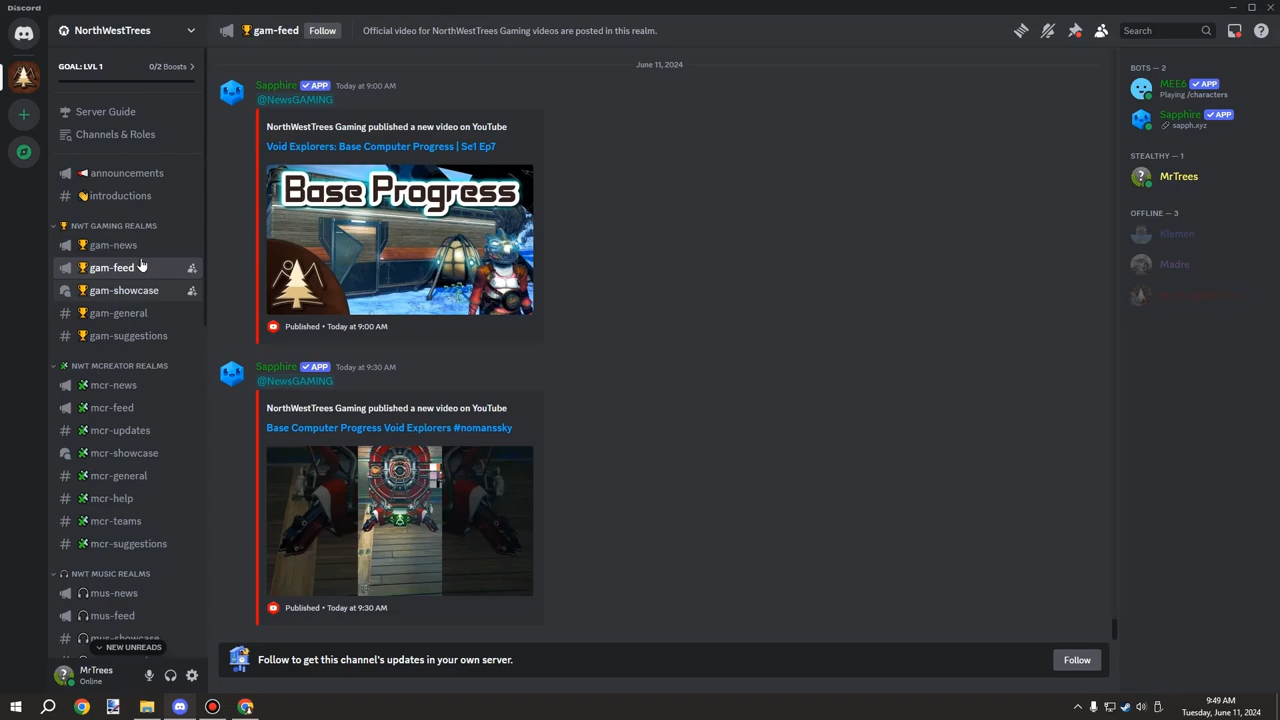 Discord
NorthWestTrees
gam-feed
Follow
Official video for NorthWestTrees Gaming videos are posted in this realm.
Search
GOAL: LVL 1
0/2 Boosts
Server Guide
Channels & Roles
announcements
introductions
NWT GAMING REALMS
gam-news
gam-feed
gam-showcase
gam-general
gam-suggestions
NWT MCREATOR REALMS
mcr-news
mcr-feed
mcr-updates
mcr-showcase
mcr-general
mcr-help
mcr-teams
mcr-suggestions
NWT MUSIC REALMS
mus-news
mus-feed
mus-showcase
NEW UNREADS
MrTrees
Online
June 11, 2024
Sapphire ✓ APP Today at 9:00 AM
@NewsGAMING
NorthWestTrees Gaming published a new video on YouTube
Void Explorers: Base Computer Progress | Se1 Ep7
Base Progress
Published • Today at 9:00 AM
Sapphire ✓ APP Today at 9:30 AM
@NewsGAMING
NorthWestTrees Gaming published a new video on YouTube
Base Computer Progress Void Explorers #nomanssky
Published • Today at 9:30 AM
Follow to get this channel's updates in your own server.
Follow
BOTS — 2
MEE6 ✓ APP
Playing /characters
Sapphire ✓ APP
sapph.xyz
STEALTHY — 1
MrTrees
OFFLINE — 3
Klemen
Madre
9:49 AM
Tuesday, June 11, 2024